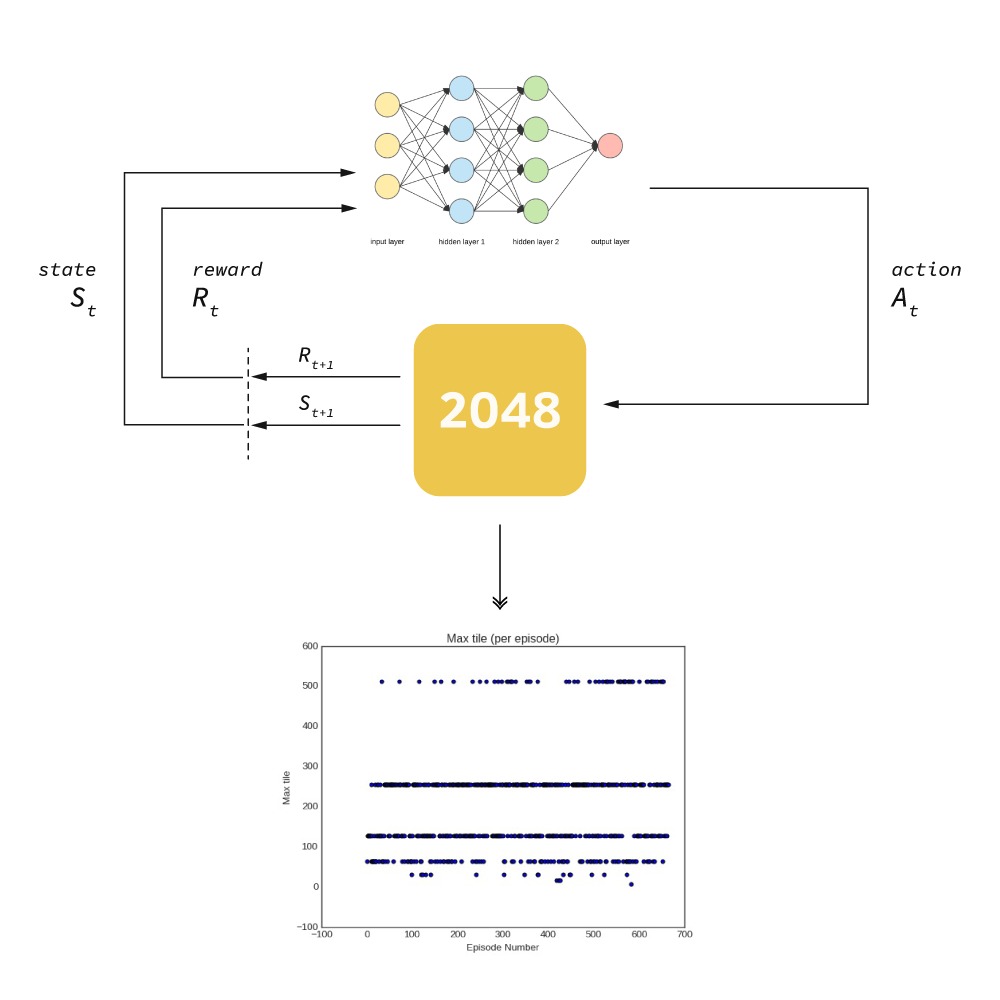 input layer
hidden layer 1
hidden layer 2
output layer
state
S_t
reward
R_t
action
A_t
R_t+1
S_t+1
2048
Max tile (per episode)
600
500
400
300
200
100
0
−100
Max tile
−100 0 100 200 300 400 500 600 700
Episode Number